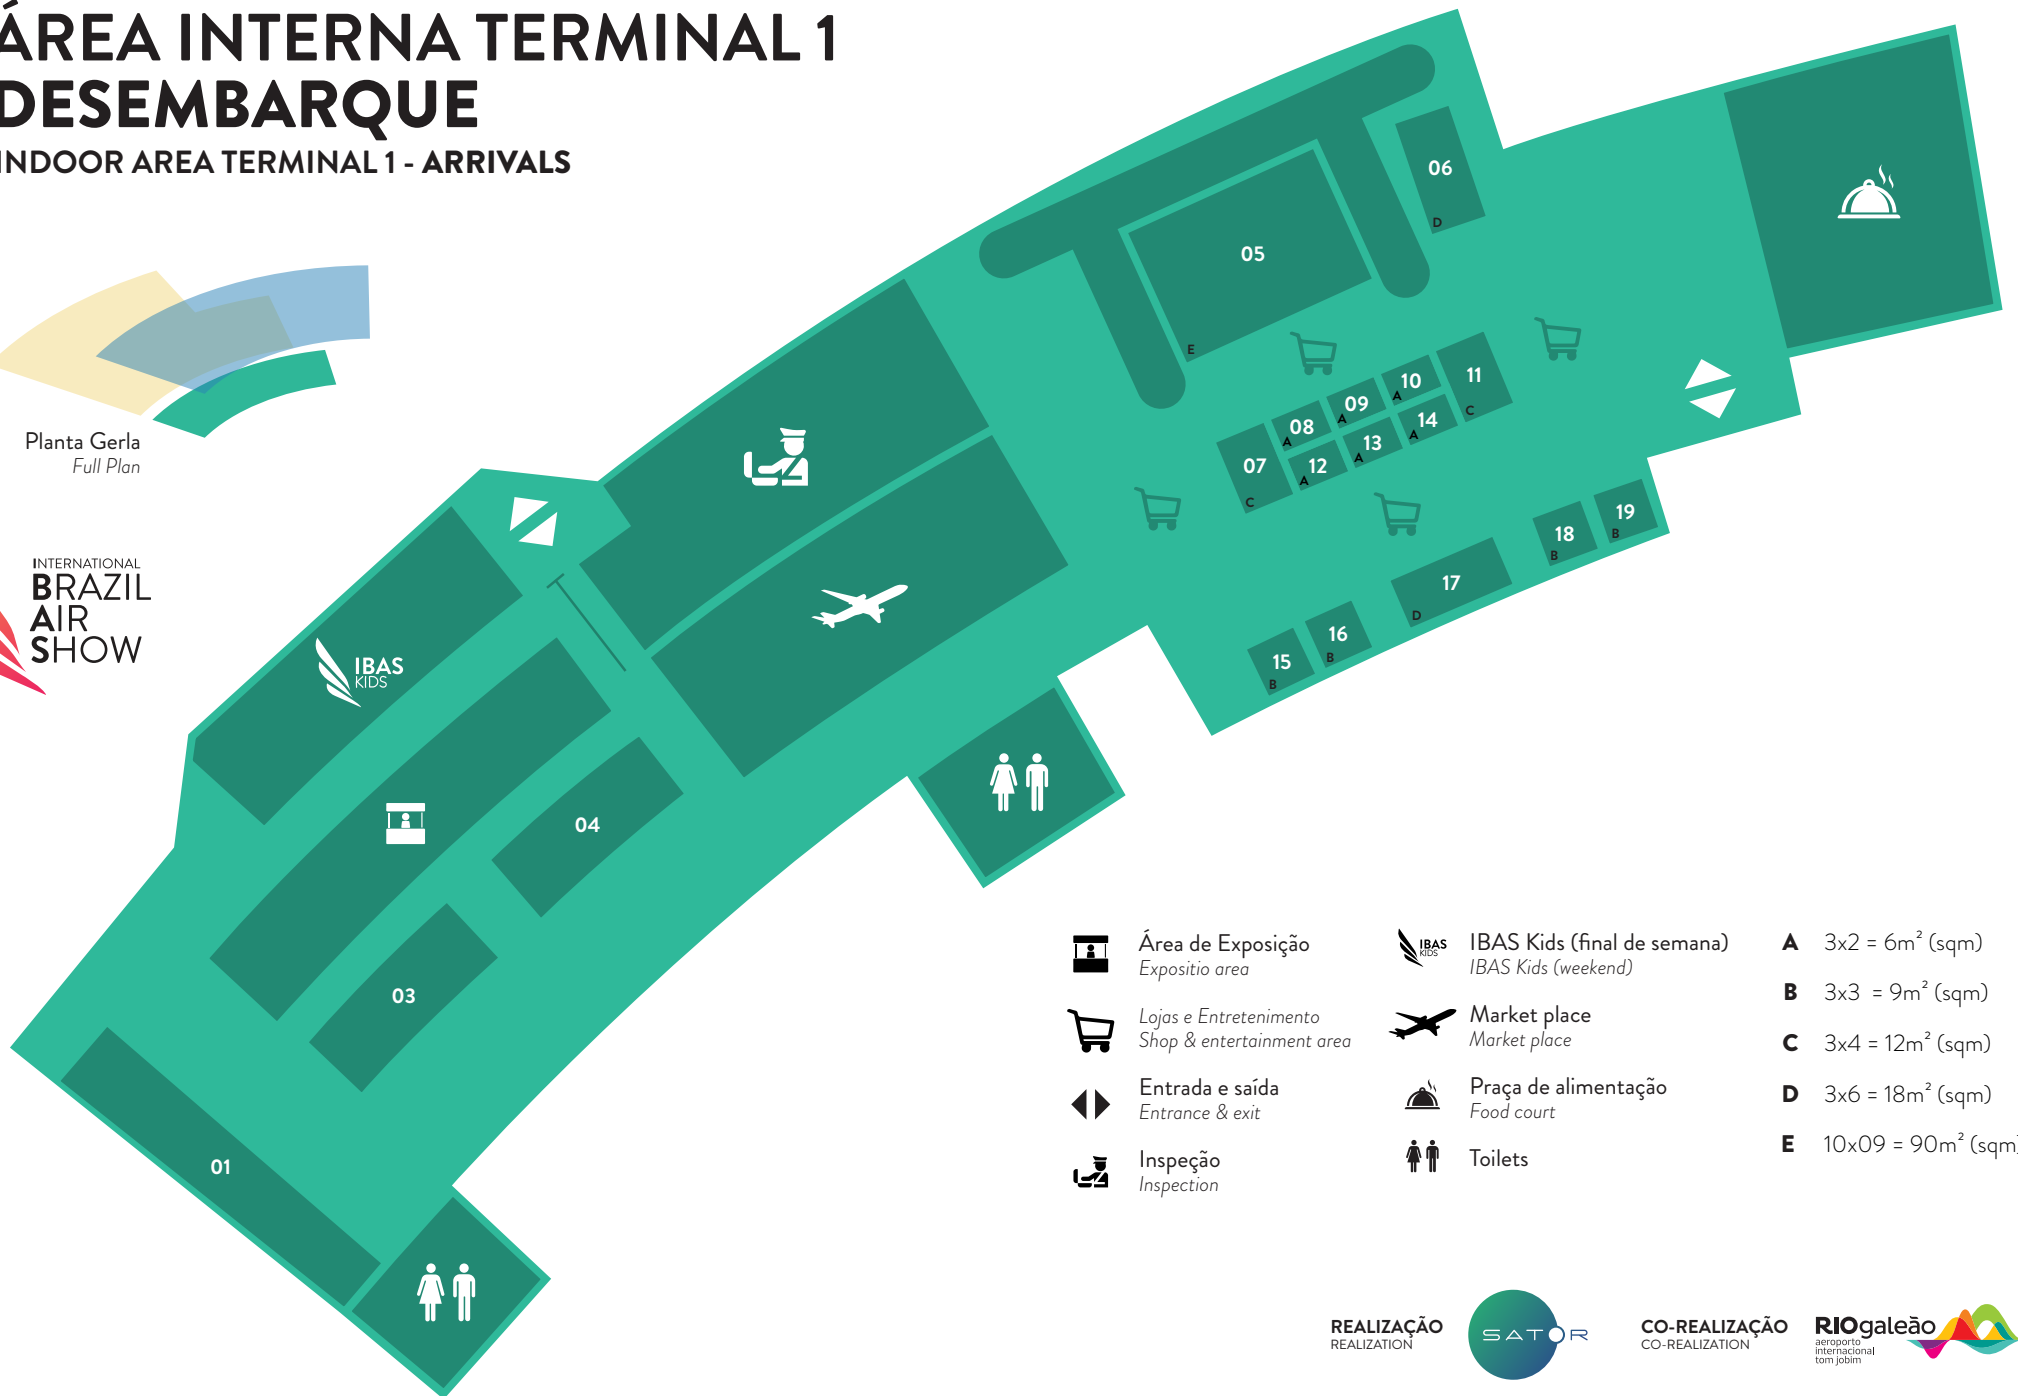 ÁREA INTERNA TERMINAL 1
DESEMBARQUE
INDOOR AREA TERMINAL 1 - ARRIVALS
Planta Gerla
Full Plan
INTERNATIONAL
BRAZIL
AIR
SHOW
06
D
05
E
10
A
11
C
09
A
08
A
14
A
13
A
12
A
07
C
19
B
18
B
17
D
16
B
15
B
IBAS
KIDS
04
03
01
Área de Exposição
Expositio area
Lojas e Entretenimento
Shop & entertainment area
Entrada e saída
Entrance & exit
Inspeção
Inspection
IBAS
KIDS
IBAS Kids (final de semana)
IBAS Kids (weekend)
Market place
Market place
Praça de alimentação
Food court
Toilets
A 3x2 = 6m² (sqm)
B 3x3 = 9m² (sqm)
C 3x4 = 12m² (sqm)
D 3x6 = 18m² (sqm)
E 10x09 = 90m² (sqm)
REALIZAÇÃO
REALIZATION
SATOR
CO-REALIZAÇÃO
CO-REALIZATION
RIOgaleão
aeroporto
internacional
tom jobim